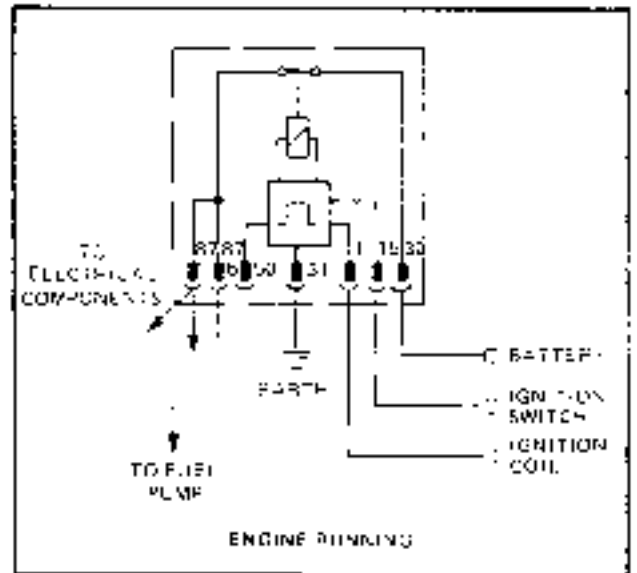 87 87
6 50 31 1 15 30
TO
ELECTRICAL
COMPONENTS
EARTH
BATTERY
IGNITION
SWITCH
IGNITION
COIL
TO FUEL
PUMP
ENGINE RUNNING